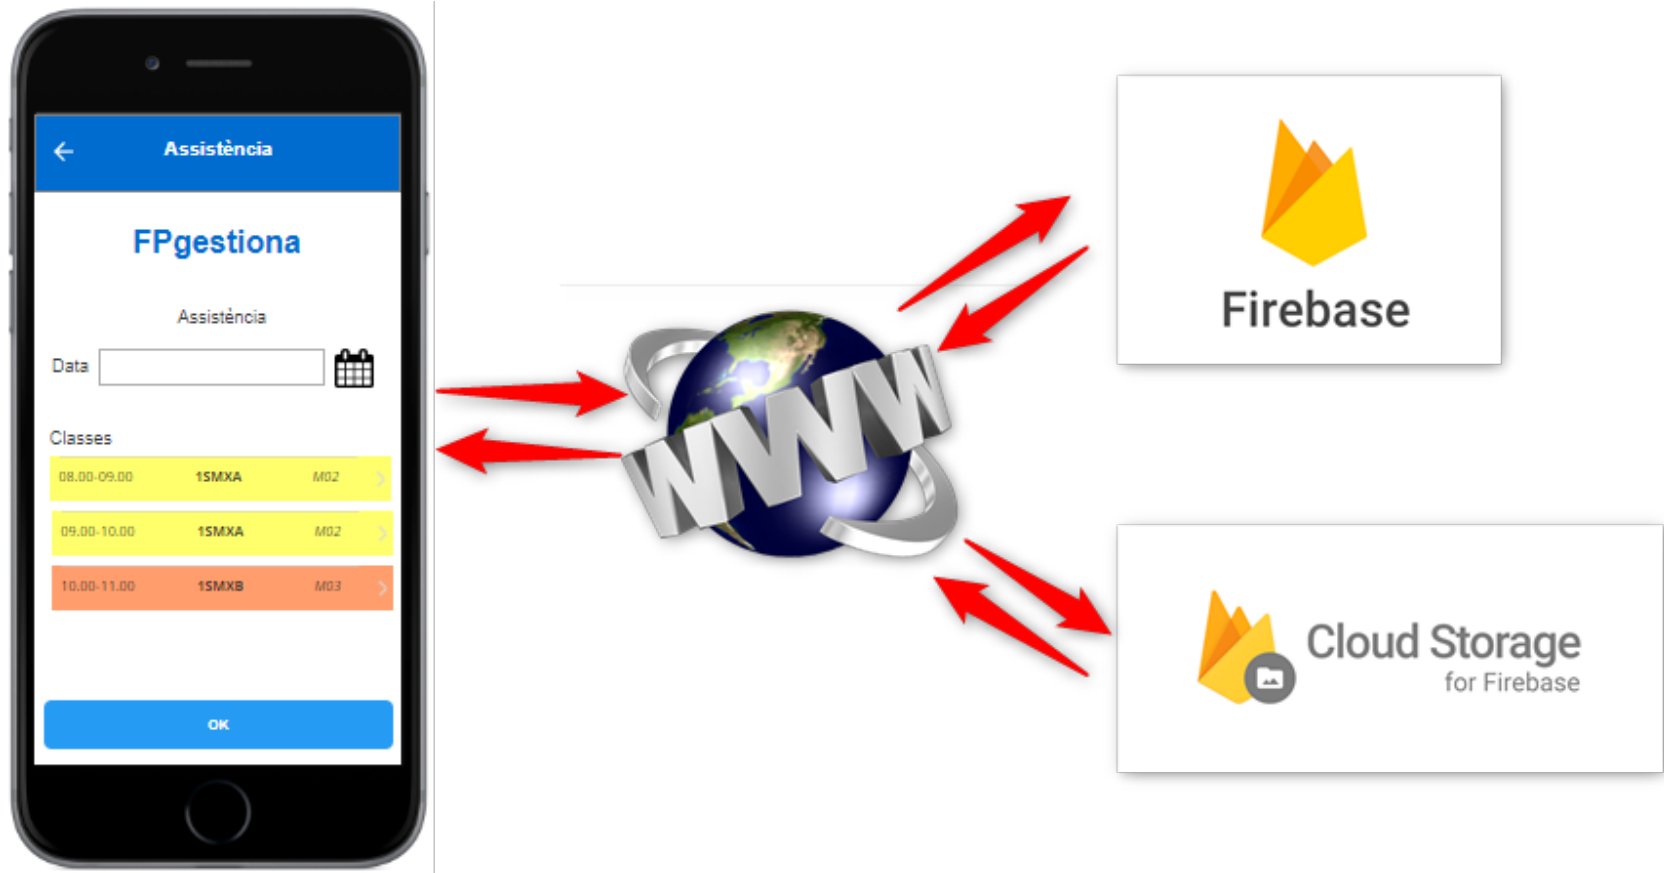 Assistència
FPgestiona
Assistència
Data
Classes
08.00-09.00 1SMXA M02
09.00-10.00 1SMXA M02
10.00-11.00 1SMXB M03
OK
WWW
Firebase
Cloud Storage
for Firebase